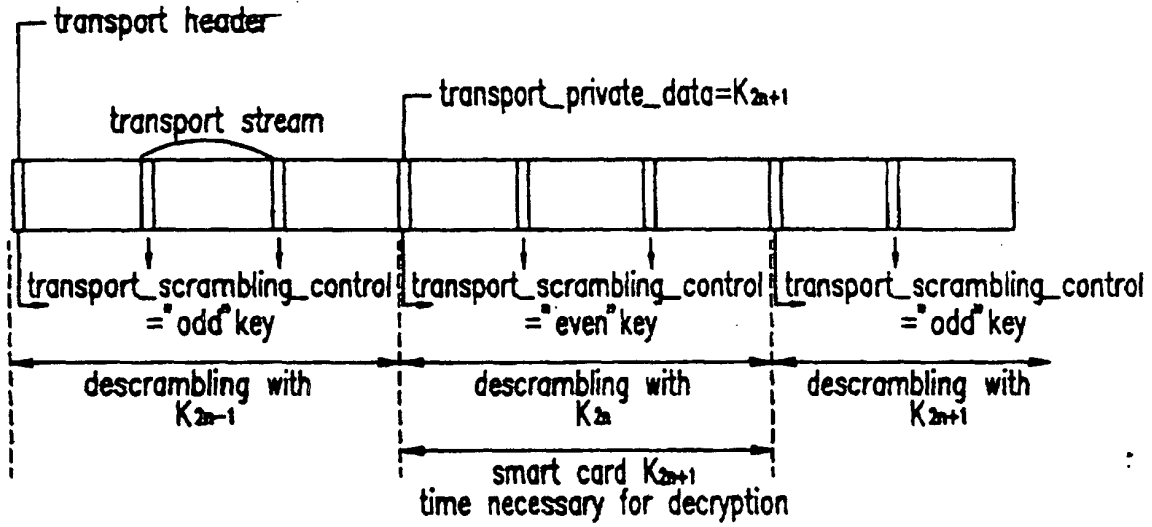 transport header
transport_private_data=K2n+1
transport stream
transport_scrambling_control
="odd"key
transport_scrambling_control
="even"key
transport_scrambling_control
="odd"key
descrambling with
K2n-1
descrambling with
K2n
descrambling with
K2n+1
smart card K2n+1
time necessary for decryption